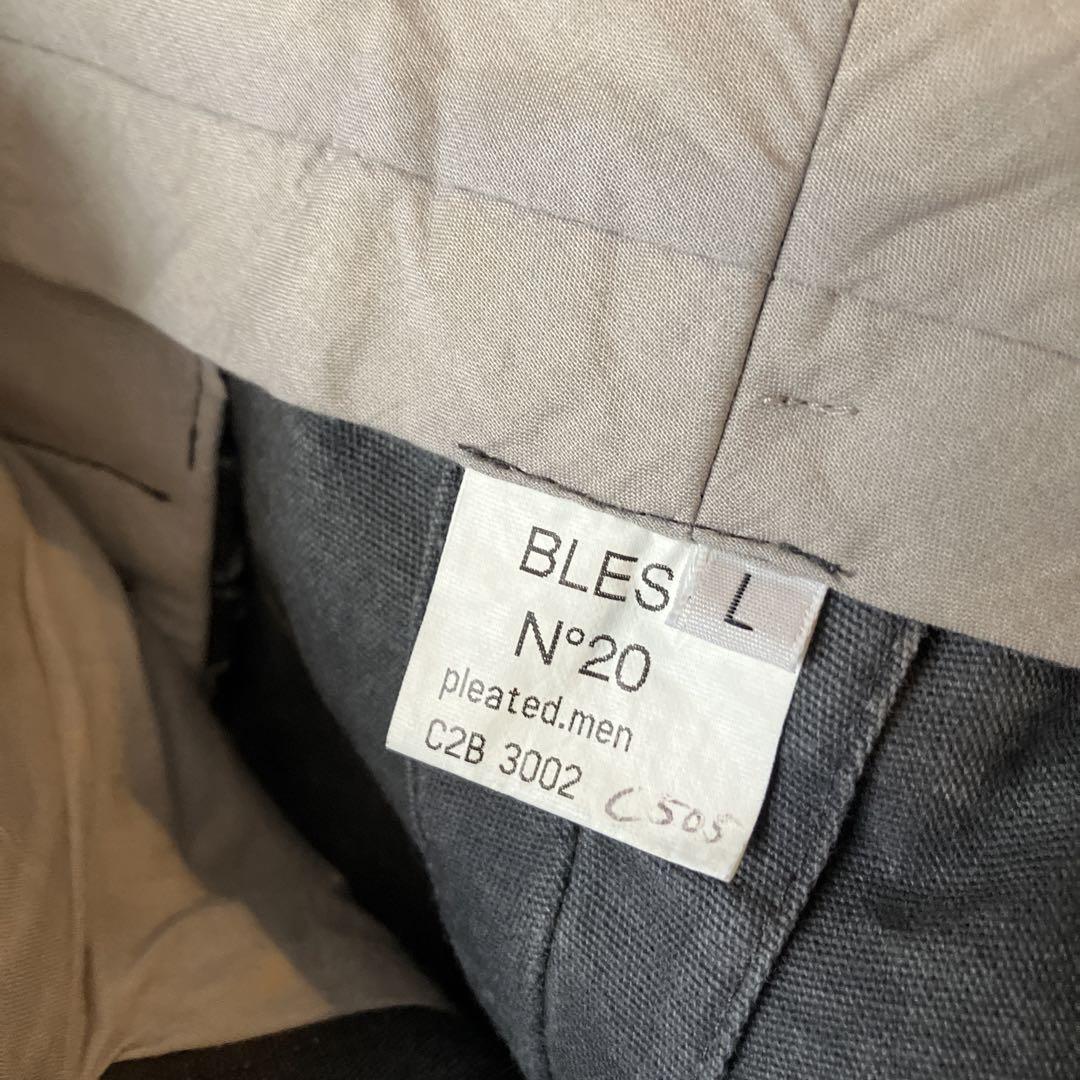 BLES
L
N°20
pleated.men
C2B 3002
C505